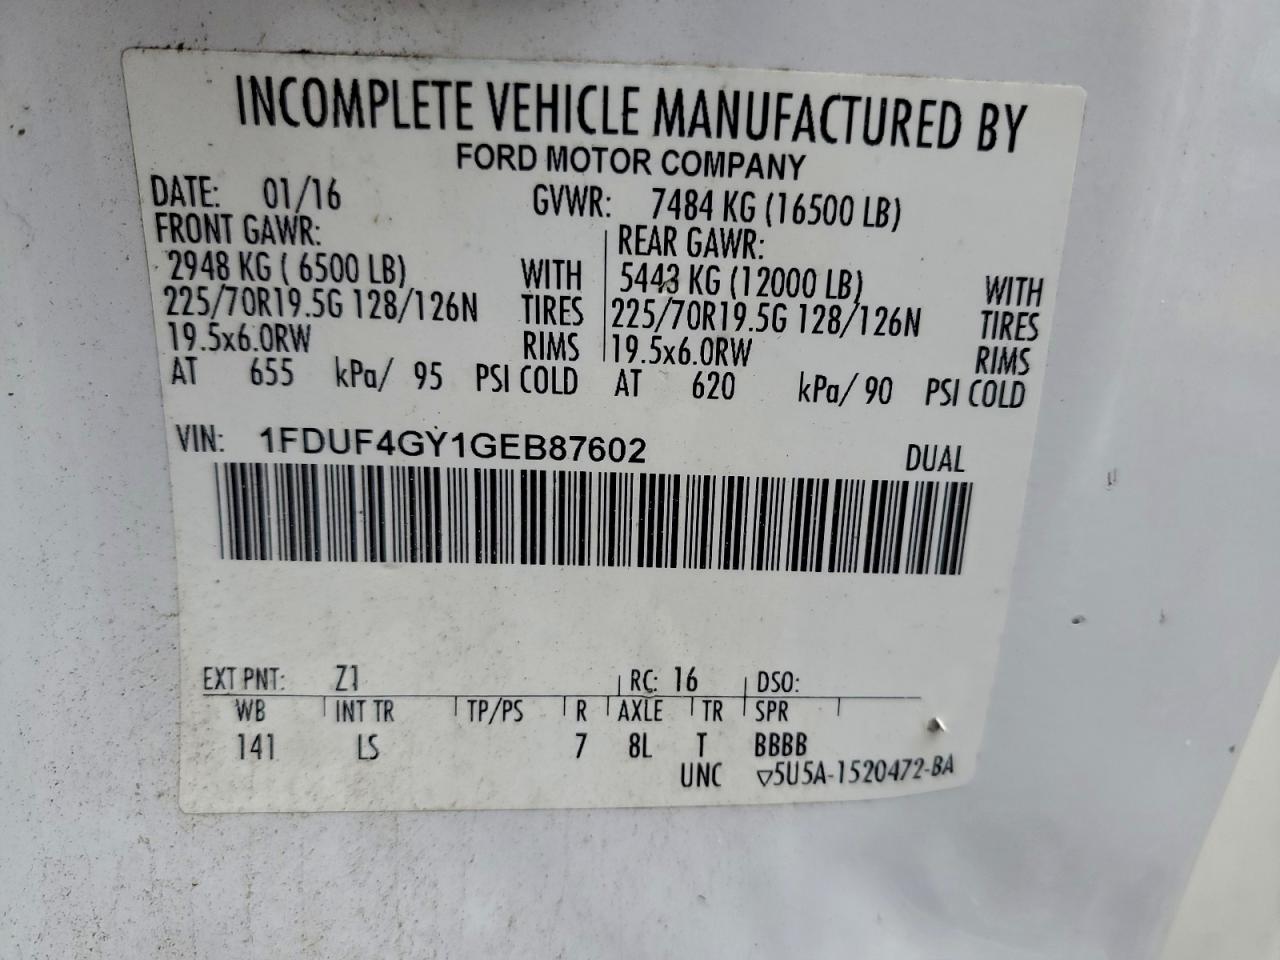 INCOMPLETE VEHICLE MANUFACTURED BY
FORD MOTOR COMPANY
DATE: 01/16 GVWR: 7484 KG (16500 LB)
FRONT GAWR: REAR GAWR:
2948 KG ( 6500 LB) WITH 5443 KG (12000 LB) WITH
225/70R19.5G 128/126N TIRES 225/70R19.5G 128/126N TIRES
19.5x6.0RW RIMS 19.5x6.0RW RIMS
AT 655 kPa/ 95 PSI COLD AT 620 kPa/ 90 PSI COLD
VIN: 1FDUF4GY1GEB87602 DUAL
EXT PNT: Z1 RC: 16 DSO:
WB INT TR TP/PS R AXLE TR SPR
141 LS 7 8L T BBBB
UNC ▽5U5A-1520472-BA